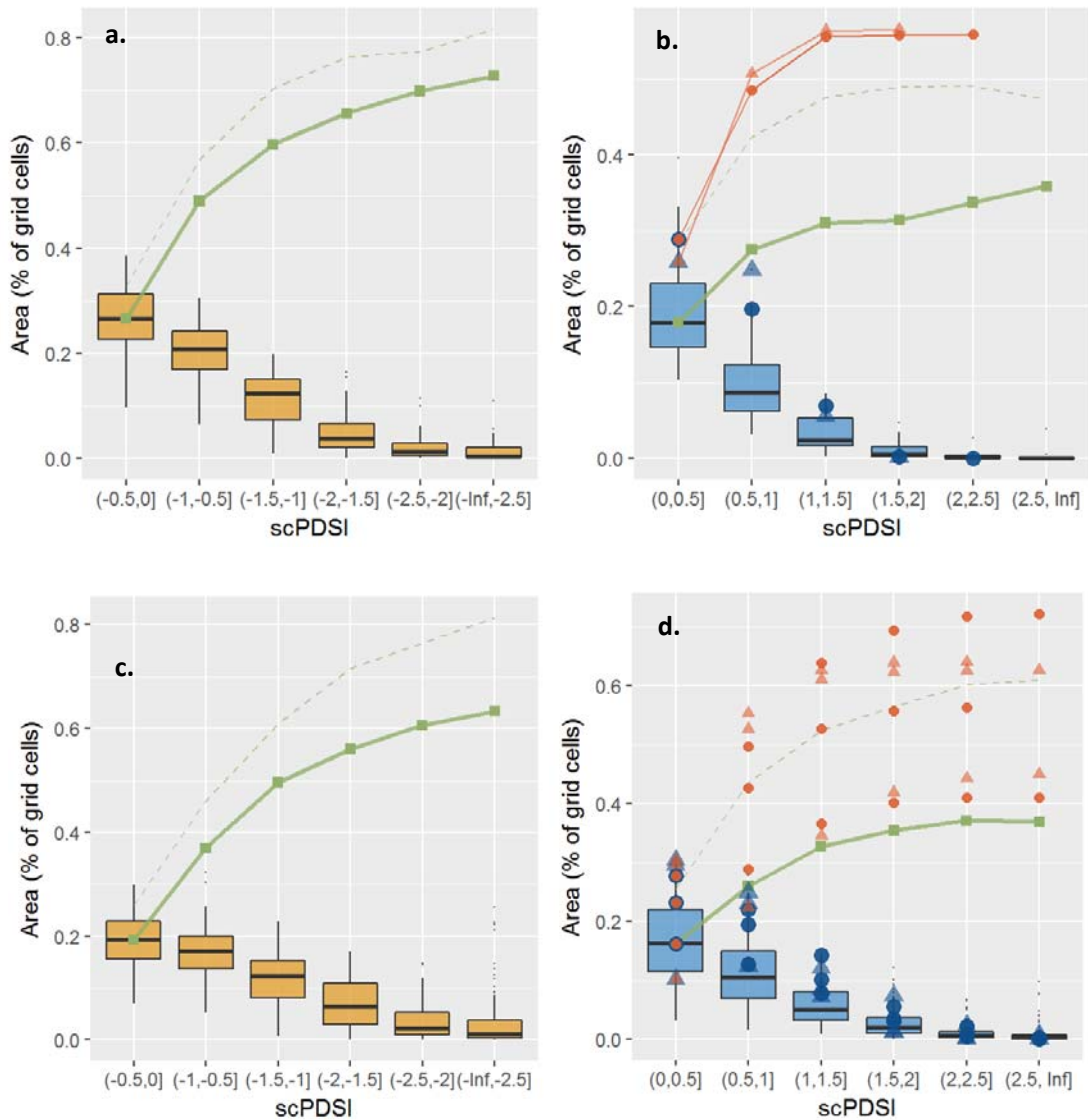 a.
Area (% of grid cells)
0.8
0.6
0.4
0.2
0.0
(-0.5,0] (-1,-0.5] (-1.5,-1] (-2,-1.5] (-2.5,-2] (-Inf,-2.5]
scPDSI
b.
Area (% of grid cells)
0.4
0.2
0.0
(0,0.5] (0.5,1] (1,1.5] (1.5,2] (2,2.5] (2.5, Inf]
scPDSI
c.
Area (% of grid cells)
0.8
0.6
0.4
0.2
0.0
(-0.5,0] (-1,-0.5] (-1.5,-1] (-2,-1.5] (-2.5,-2] (-Inf,-2.5]
scPDSI
d.
Area (% of grid cells)
0.6
0.4
0.2
0.0
(0,0.5] (0.5,1] (1,1.5] (1.5,2] (2,2.5] (2.5, Inf]
scPDSI